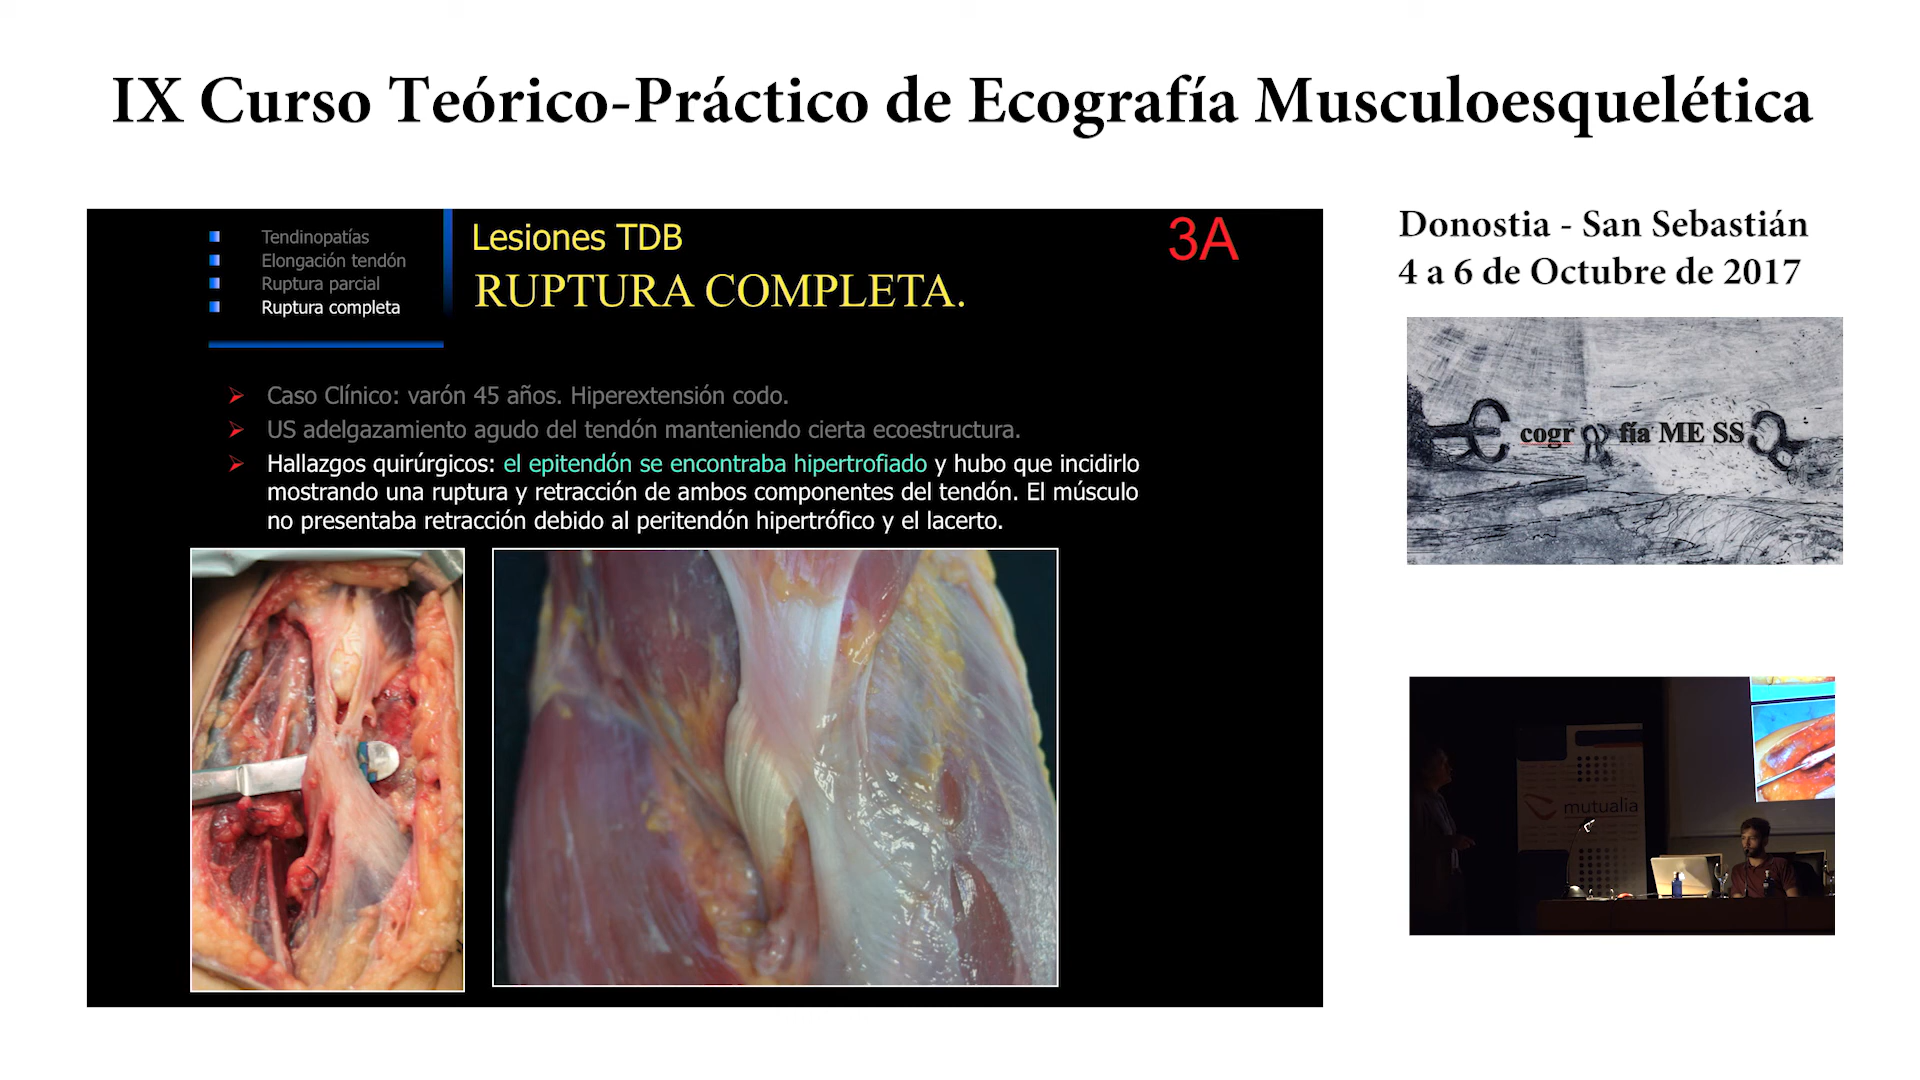 IX Curso Teórico-Práctico de Ecografía Musculoesquelética
Tendinopatías
Elongación tendón
Ruptura parcial
Ruptura completa
Lesiones TDB
RUPTURA COMPLETA.
3A
Caso Clínico: varón 45 años. Hiperextensión codo.
US adelgazamiento agudo del tendón manteniendo cierta ecoestructura.
Hallazgos quirúrgicos: el epitendón se encontraba hipertrofiado y hubo que incidirlo
mostrando una ruptura y retracción de ambos componentes del tendón. El músculo
no presentaba retracción debido al peritendón hipertrófico y el lacerto.
Donostia - San Sebastián
4 a 6 de Octubre de 2017
cogr fía ME SS
mutualia